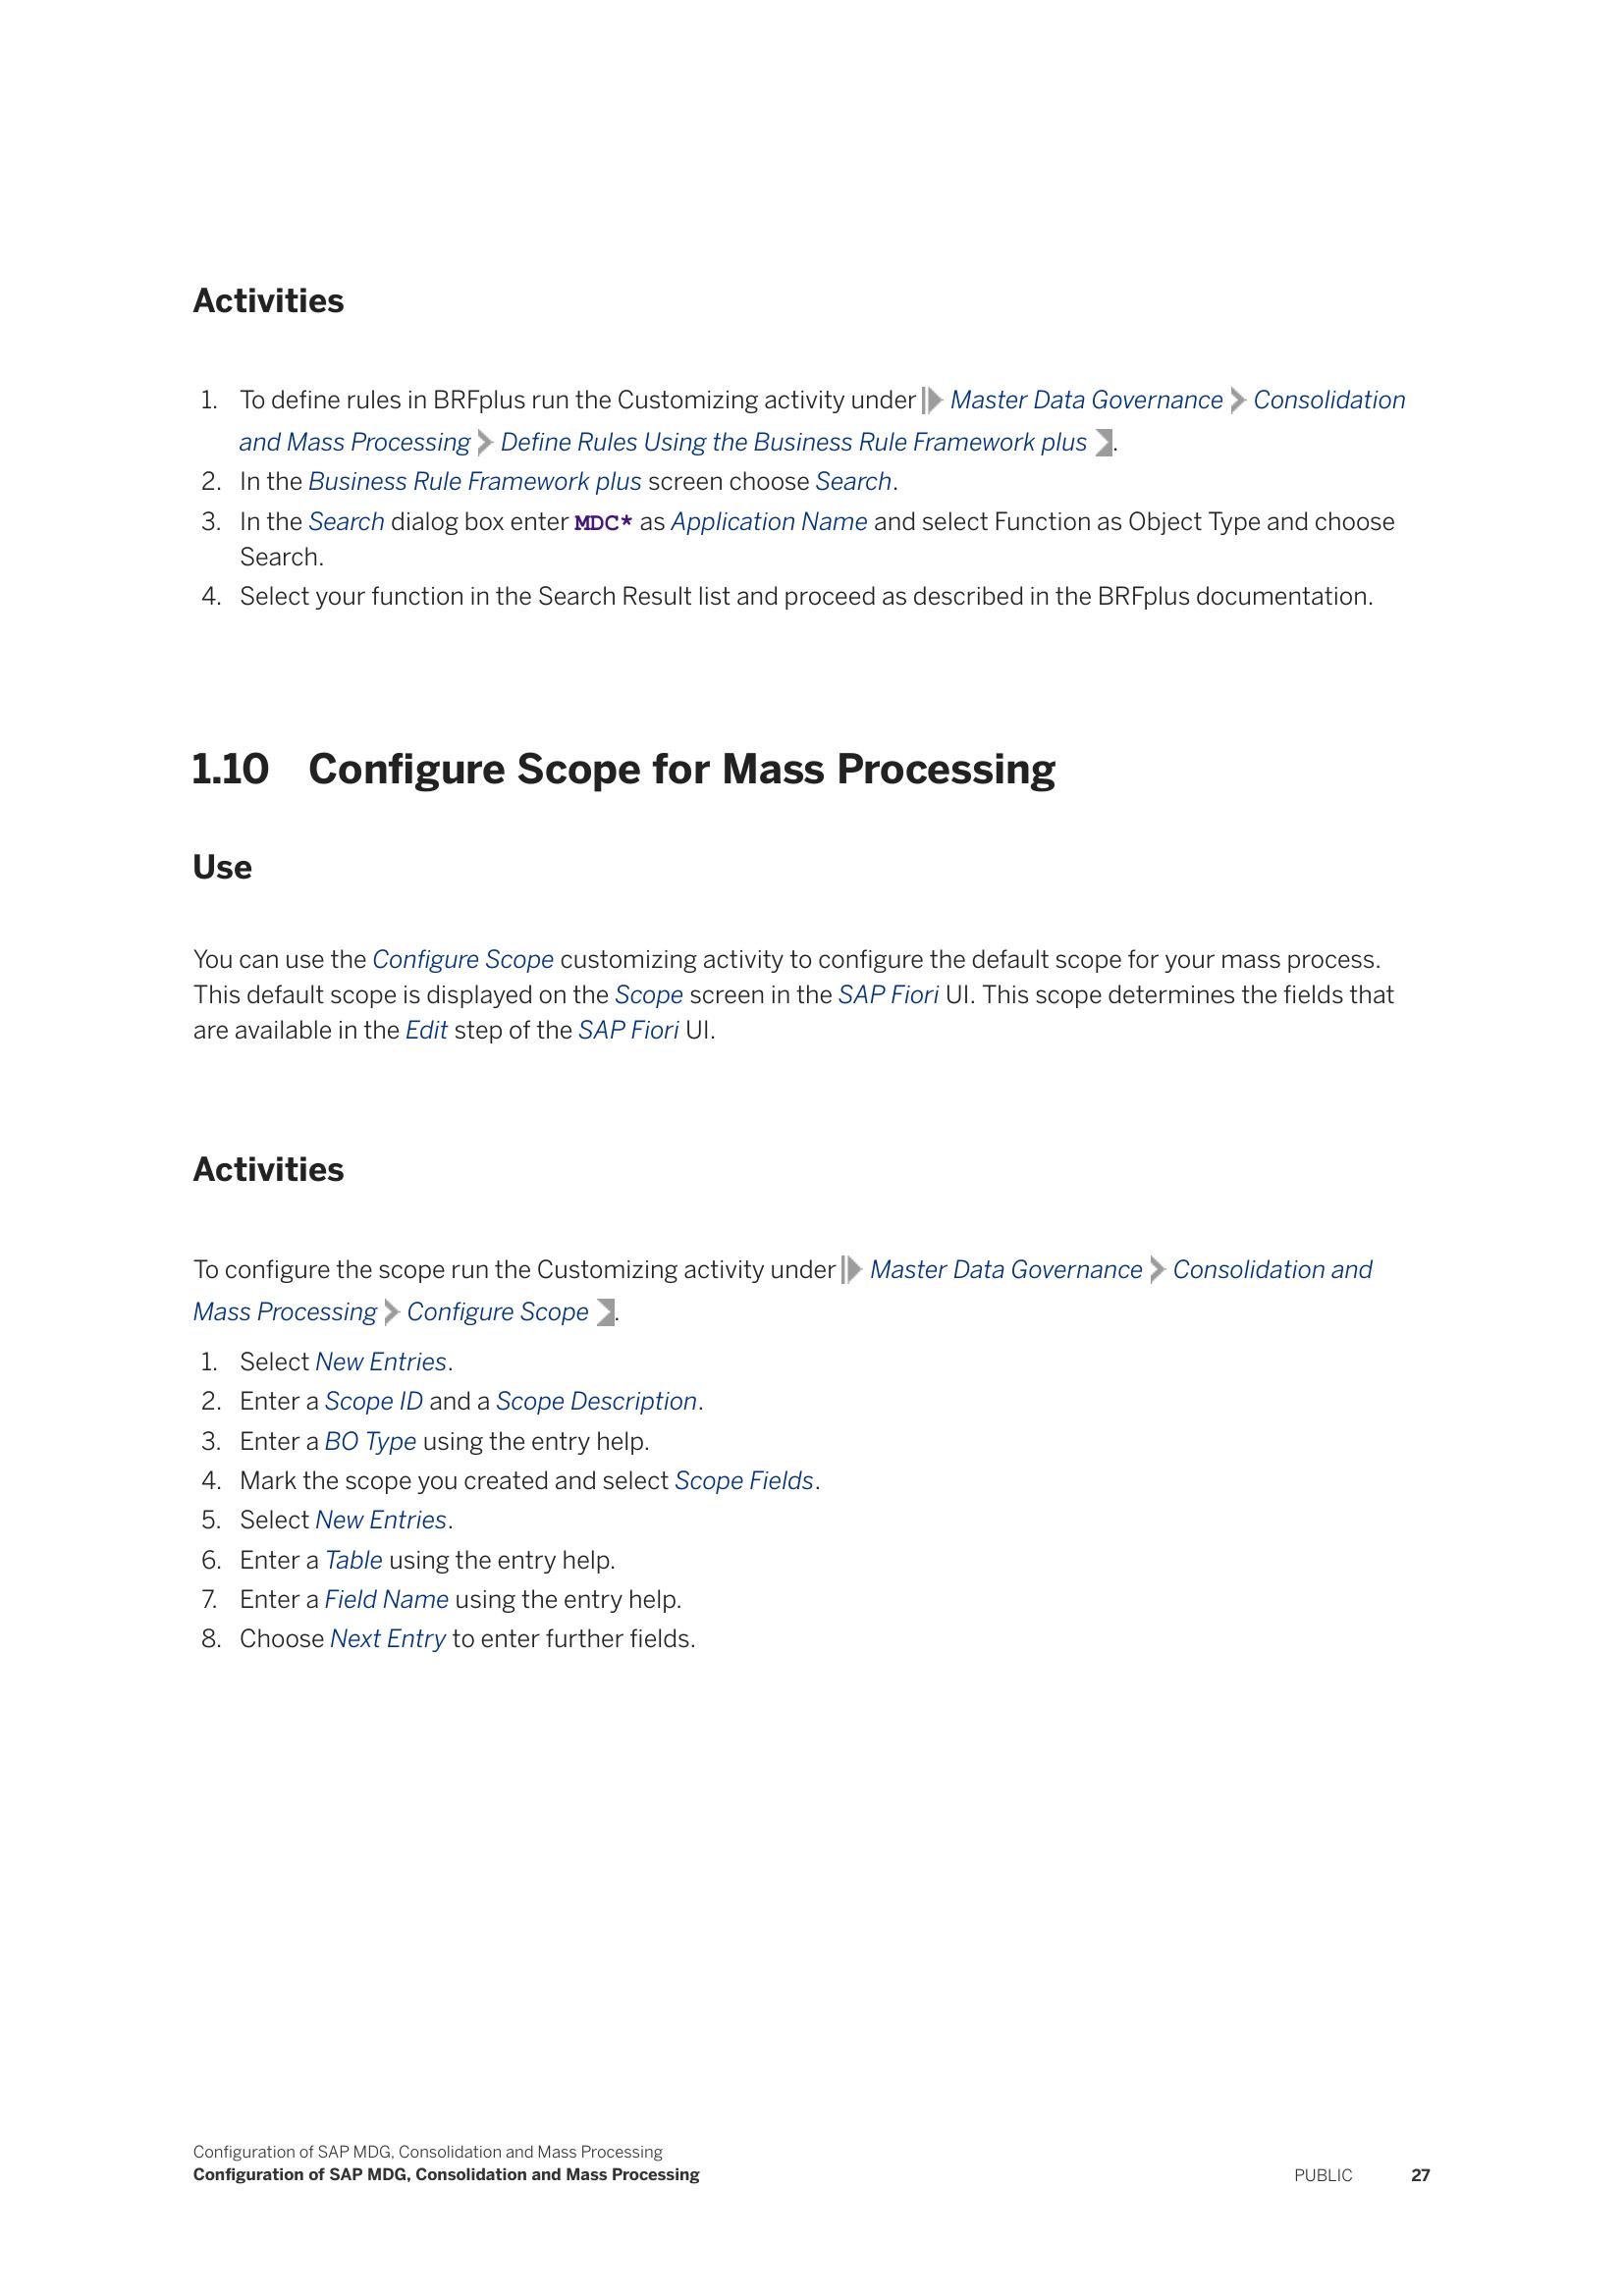 Activities
1. To define rules in BRFplus run the Customizing activity under Master Data Governance Consolidation
and Mass Processing Define Rules Using the Business Rule Framework plus .
2. In the Business Rule Framework plus screen choose Search.
3. In the Search dialog box enter MDC* as Application Name and select Function as Object Type and choose
Search.
4. Select your function in the Search Result list and proceed as described in the BRFplus documentation.
1.10 Configure Scope for Mass Processing
Use
You can use the Configure Scope customizing activity to configure the default scope for your mass process.
This default scope is displayed on the Scope screen in the SAP Fiori UI. This scope determines the fields that
are available in the Edit step of the SAP Fiori UI.
Activities
To configure the scope run the Customizing activity under Master Data Governance Consolidation and
Mass Processing Configure Scope .
1. Select New Entries.
2. Enter a Scope ID and a Scope Description.
3. Enter a BO Type using the entry help.
4. Mark the scope you created and select Scope Fields.
5. Select New Entries.
6. Enter a Table using the entry help.
7. Enter a Field Name using the entry help.
8. Choose Next Entry to enter further fields.
Configuration of SAP MDG, Consolidation and Mass Processing
Configuration of SAP MDG, Consolidation and Mass Processing PUBLIC 27